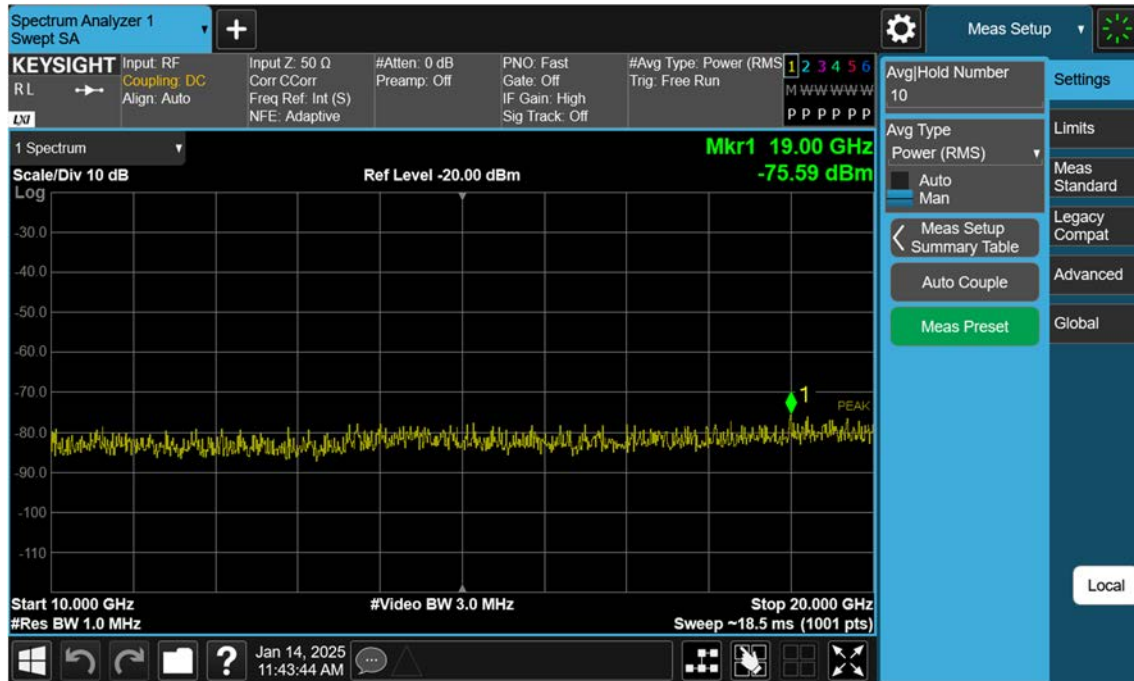 Spectrum Analyzer 1
Swept SA
+
Meas Setup
KEYSIGHT
RL
LXI
Input: RF
Coupling: DC
Align: Auto
Input Z: 50 Ω
Corr CCorr
Freq Ref: Int (S)
NFE: Adaptive
#Atten: 0 dB
Preamp: Off
PNO: Fast
Gate: Off
IF Gain: High
Sig Track: Off
#Avg Type: Power (RMS
Trig: Free Run
1 2 3 4 5 6
M W W W W W
P P P P P P
1 Spectrum
Mkr1 19.00 GHz
-75.59 dBm
Scale/Div 10 dB
Ref Level -20.00 dBm
Log
-30.0
-40.0
-50.0
-60.0
-70.0
-80.0
-90.0
-100
-110
1
PEAK
Start 10.000 GHz
#Video BW 3.0 MHz
Stop 20.000 GHz
#Res BW 1.0 MHz
Sweep ~18.5 ms (1001 pts)
?
Jan 14, 2025
11:43:44 AM
Avg|Hold Number
10
Avg Type
Power (RMS)
Auto
Man
Meas Setup
Summary Table
Auto Couple
Meas Preset
Settings
Limits
Meas
Standard
Legacy
Compat
Advanced
Global
Local